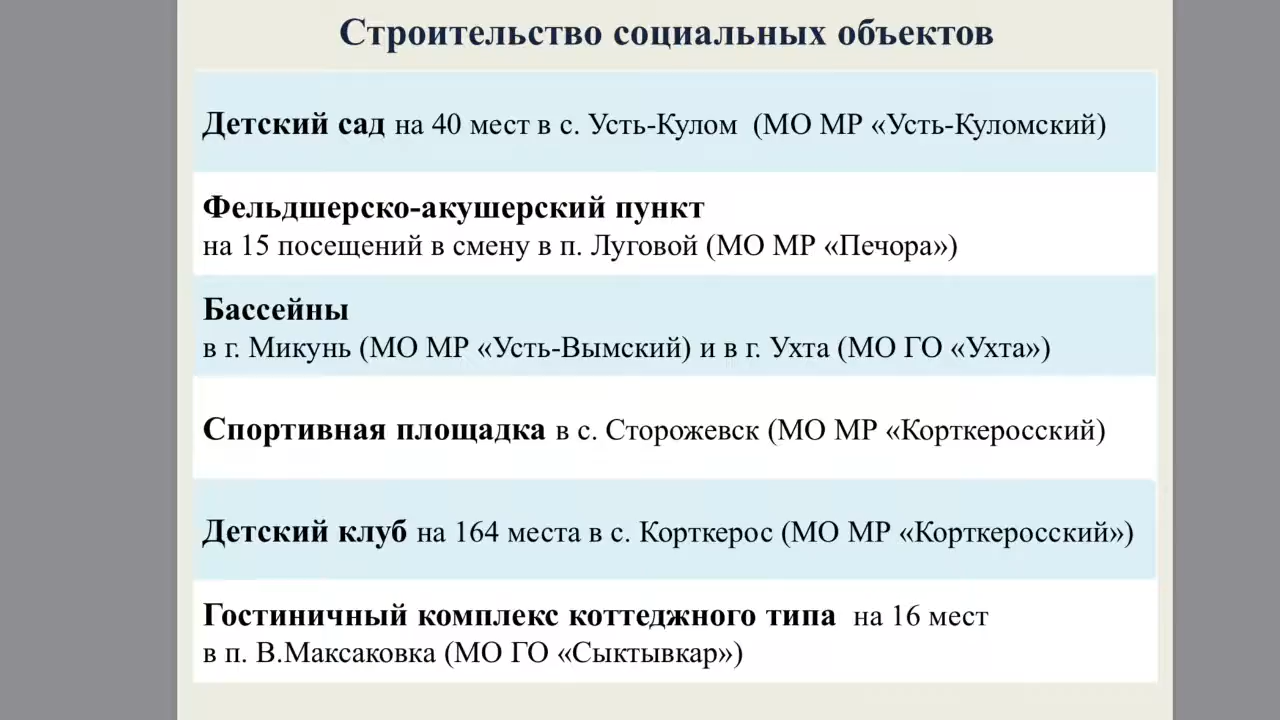 Строительство социальных объектов
Детский сад на 40 мест в с. Усть-Кулом (МО МР «Усть-Куломский)
Фельдшерско-акушерский пункт
на 15 посещений в смену в п. Луговой (МО МР «Печора»)
Бассейны
в г. Микунь (МО МР «Усть-Вымский) и в г. Ухта (МО ГО «Ухта»)
Спортивная площадка в с. Сторожевск (МО МР «Корткеросский)
Детский клуб на 164 места в с. Корткерос (МО МР «Корткеросский»)
Гостиничный комплекс коттеджного типа на 16 мест
в п. В.Максаковка (МО ГО «Сыктывкар»)